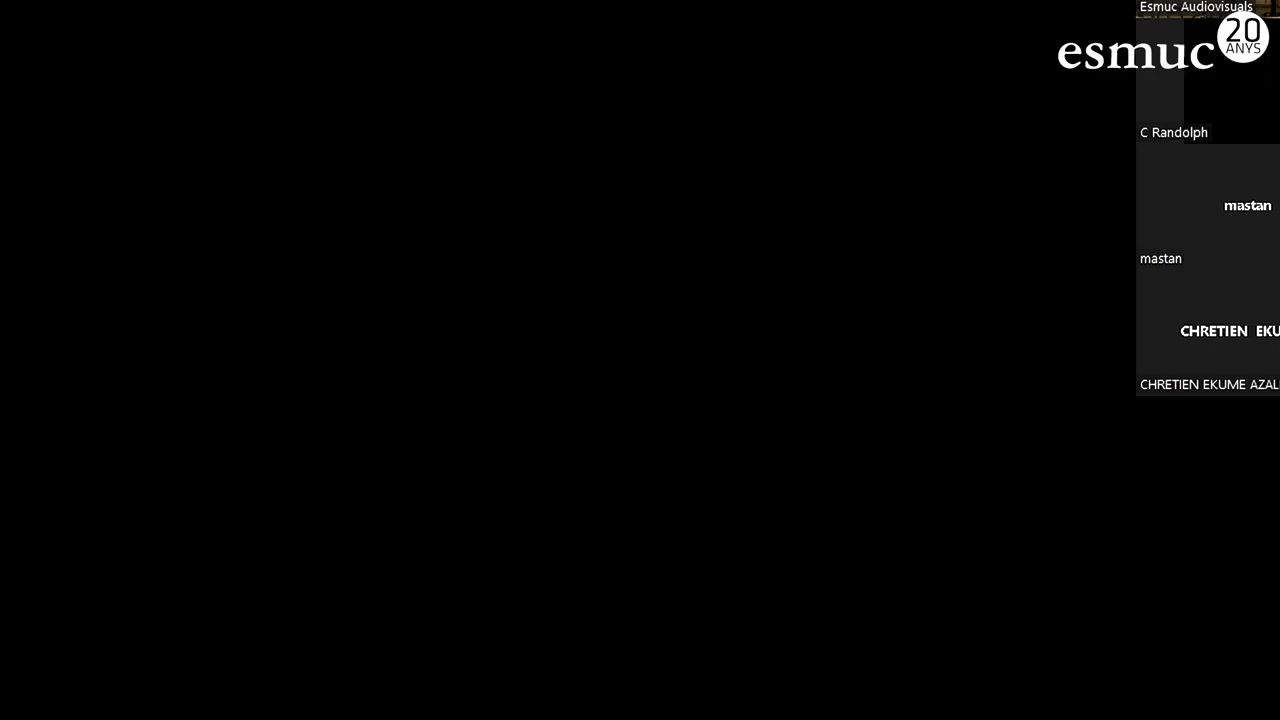 Esmuc Audiovisuals
20
ANYS
esmuc
C Randolph
mastan
mastan
CHRETIEN EKU
CHRETIEN EKUME AZAL